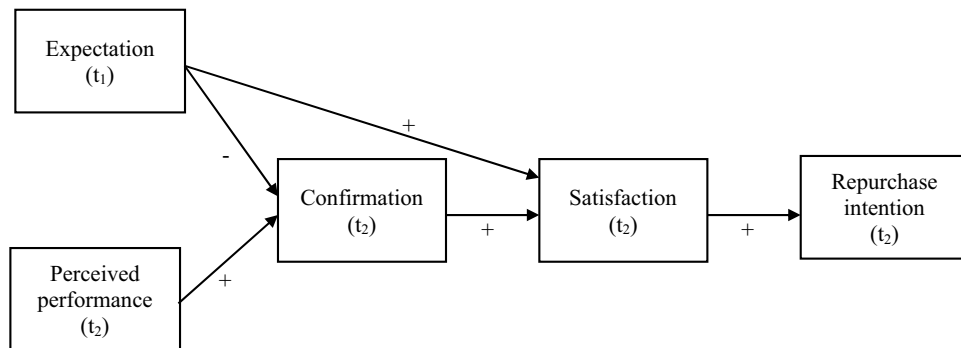 Expectation
(t₁)
+
-
Confirmation
(t₂)
Satisfaction
(t₂)
Repurchase
intention
(t₂)
+
+
+
Perceived
performance
(t₂)